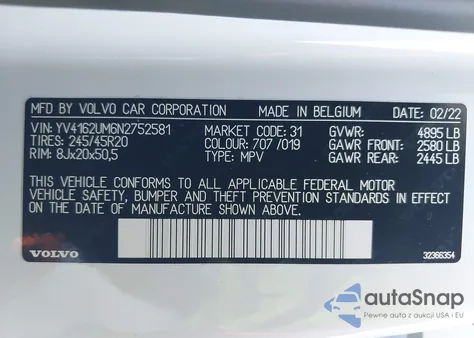 MFD BY VOLVO CAR CORPORATION MADE IN BELGIUM DATE: 02/22
VIN: YV4162UM6N2752581 MARKET CODE: 31 GVWR: 4895 LB
TIRES: 245/45R20 COLOUR: 707 /019 GAWR FRONT: 2580 LB
RIM: 8Jx20x50,5 TYPE: MPV GAWR REAR: 2445 LB
THIS VEHICLE CONFORMS TO ALL APPLICABLE FEDERAL MOTOR
VEHICLE SAFETY, BUMPER AND THEFT PREVENTION STANDARDS IN EFFECT
ON THE DATE OF MANUFACTURE SHOWN ABOVE.
VOLVO 32366354
autoSnap
Pewne auta z aukcji USA i EU